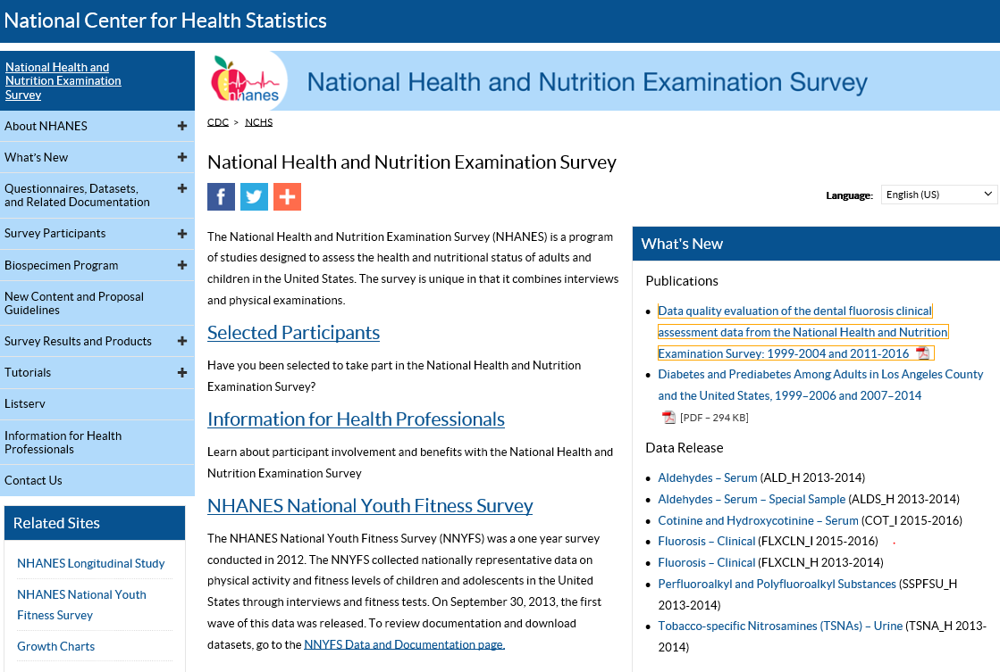 National Center for Health Statistics
National Health and
Nutrition Examination
Survey
About NHANES
What's New
Questionnaires, Datasets,
and Related Documentation
Survey Participants
Biospecimen Program
New Content and Proposal
Guidelines
Survey Results and Products
Tutorials
Listserv
Information for Health
Professionals
Contact Us
Related Sites
NHANES Longitudinal Study
NHANES National Youth
Fitness Survey
Growth Charts
nhanes
National Health and Nutrition Examination Survey
CDC > NCHS
National Health and Nutrition Examination Survey
Language: English (US)
The National Health and Nutrition Examination Survey (NHANES) is a program
of studies designed to assess the health and nutritional status of adults and
children in the United States. The survey is unique in that it combines interviews
and physical examinations.
Selected Participants
Have you been selected to take part in the National Health and Nutrition
Examination Survey?
Information for Health Professionals
Learn about participant involvement and benefits with the National Health and
Nutrition Examination Survey
NHANES National Youth Fitness Survey
The NHANES National Youth Fitness Survey (NNYFS) was a one year survey
conducted in 2012. The NNYFS collected nationally representative data on
physical activity and fitness levels of children and adolescents in the United
States through interviews and fitness tests. On September 30, 2013, the first
wave of this data was released. To review documentation and download
datasets, go to the NNYFS Data and Documentation page.
What's New
Publications
• Data quality evaluation of the dental fluorosis clinical
assessment data from the National Health and Nutrition
Examination Survey: 1999-2004 and 2011-2016
• Diabetes and Prediabetes Among Adults in Los Angeles County
and the United States, 1999–2006 and 2007–2014
[PDF – 294 KB]
Data Release
• Aldehydes – Serum (ALD_H 2013-2014)
• Aldehydes – Serum – Special Sample (ALDS_H 2013-2014)
• Cotinine and Hydroxycotinine – Serum (COT_I 2015-2016)
• Fluorosis – Clinical (FLXCLN_I 2015-2016)
• Fluorosis – Clinical (FLXCLN_H 2013-2014)
• Perfluoroalkyl and Polyfluoroalkyl Substances (SSPFSU_H
2013-2014)
• Tobacco-specific Nitrosamines (TSNAs) – Urine (TSNA_H 2013-
2014)